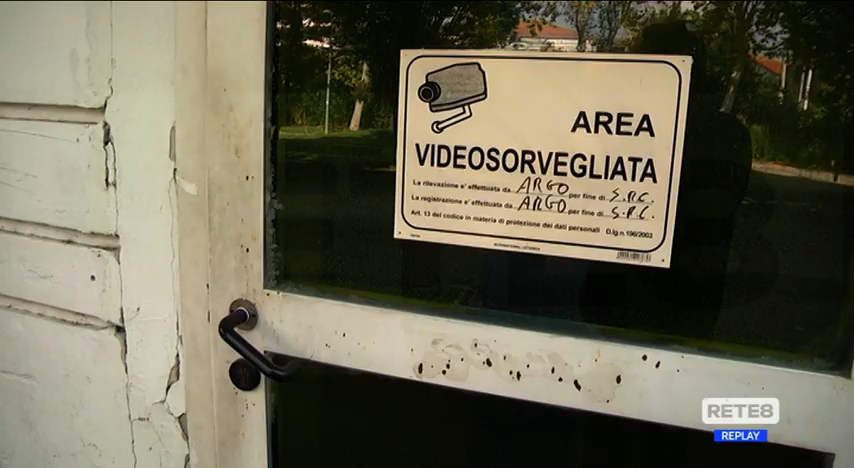 AREA
VIDEOSORVEGLIATA
La rilevazione e' effettuata da ARGO per fine di S.P.C.
La registrazione e' effettuata da ARGO per fine di S.P.C.
Art. 13 del codice in materia di protezione dei dati personali D.lg n.196/2003
RETE8
REPLAY